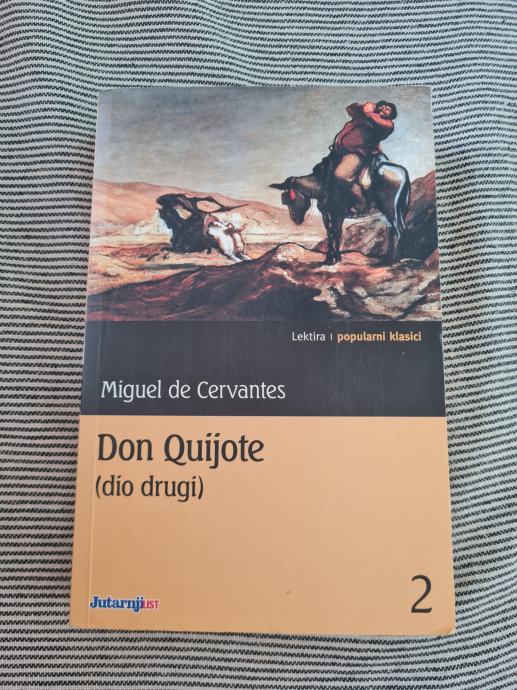 Lektira | popularni klasici
Miguel de Cervantes
Don Quijote
(dio drugi)
JutarnjiLIST
2